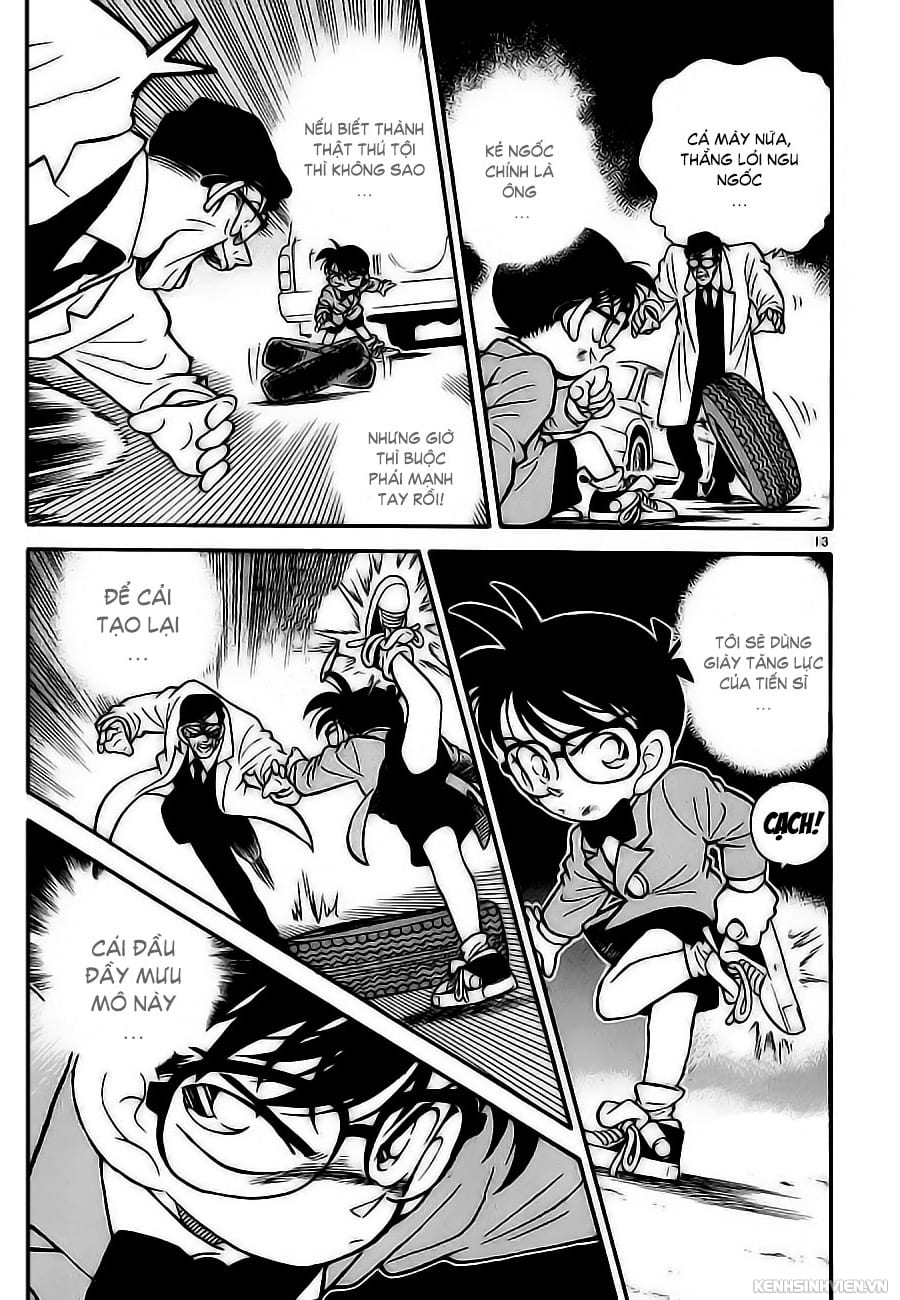 CẢ MÀY NỮA,
THẮNG LỢI NGU
NGỐC
...
KẺ NGỐC
CHÍNH LÀ
ÔNG
...
NẾU BIẾT THÀNH
THẬT THÚ TỘI
THÌ KHÔNG SAO
...
NHƯNG GIỜ
THÌ BUỘC
PHẢI MẠNH
TAY RỒI!
13
TÔI SẼ DÙNG
GIÀY TĂNG LỰC
CỦA TIẾN SĨ
...
CẠCH!
ĐỂ CẢI
TẠO LẠI
...
CÁI ĐẦU
ĐẦY MƯU
MÔ NÀY
...
KENHSINHVIEN.VN